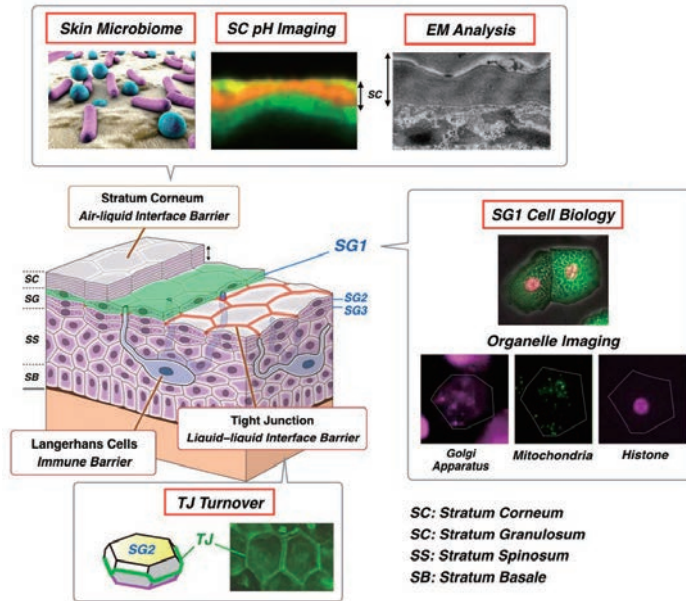 Skin Microbiome
SC pH Imaging
EM Analysis
SC
Stratum Corneum
Air-liquid Interface Barrier
SG1
SC
SG
SS
SB
SG2
SG3
Langerhans Cells
Immune Barrier
Tight Junction
Liquid–liquid Interface Barrier
SG1 Cell Biology
Organelle Imaging
Golgi
Apparatus
Mitochondria
Histone
TJ Turnover
SG2
TJ
SC: Stratum Corneum
SC: Stratum Granulosum
SS: Stratum Spinosum
SB: Stratum Basale